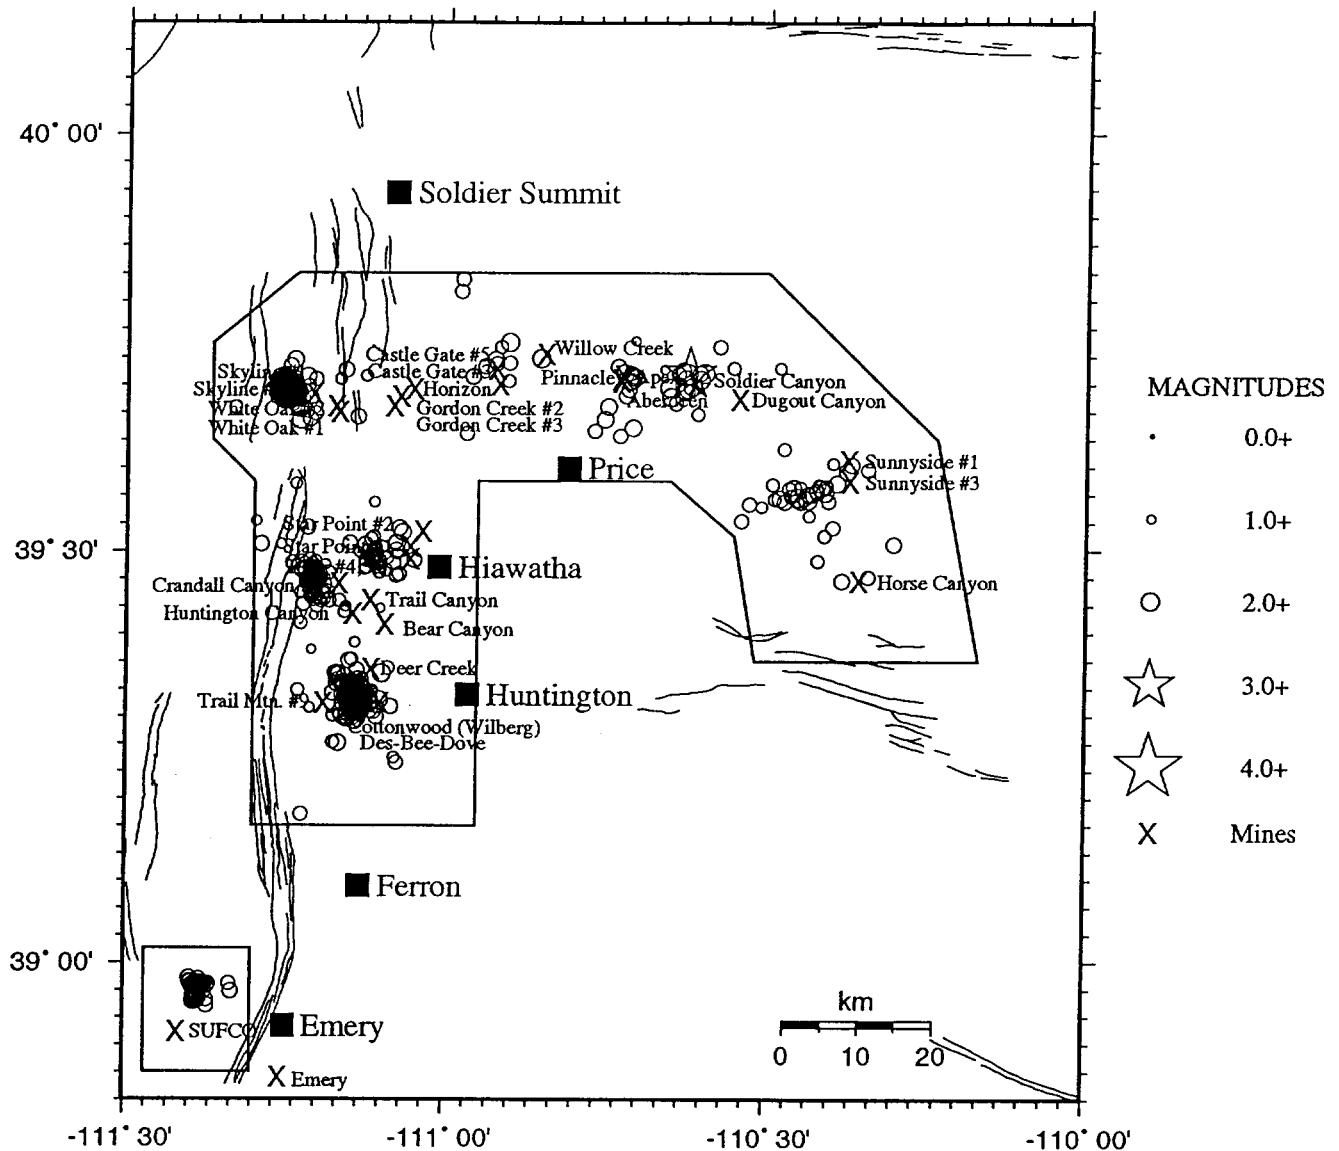 40° 00'
Soldier Summit
Castle Gate #5
Willow Creek
Castle Gate #3
Skyline
Pinnacle
Apex
Soldier Canyon
Skyline
Horizon
White Oak
Gordon Creek #2
Aberdeen
Dugout Canyon
White Oak #1
Gordon Creek #3
MAGNITUDES
0.0+
1.0+
2.0+
3.0+
4.0+
Mines
Price
Sunnyside #1
Sunnyside #3
Star Point #2
39° 30'
Star Point
#4
Hiawatha
Crandall Canyon
Horse Canyon
Trail Canyon
Huntington Canyon
Bear Canyon
Deer Creek
Trail Mtn. #9
Huntington
Cottonwood (Wilberg)
Des-Bee-Dove
Ferron
39° 00'
SUFCO
Emery
Emery
km
0 10 20
-111° 30' -111° 00' -110° 30' -110° 00'